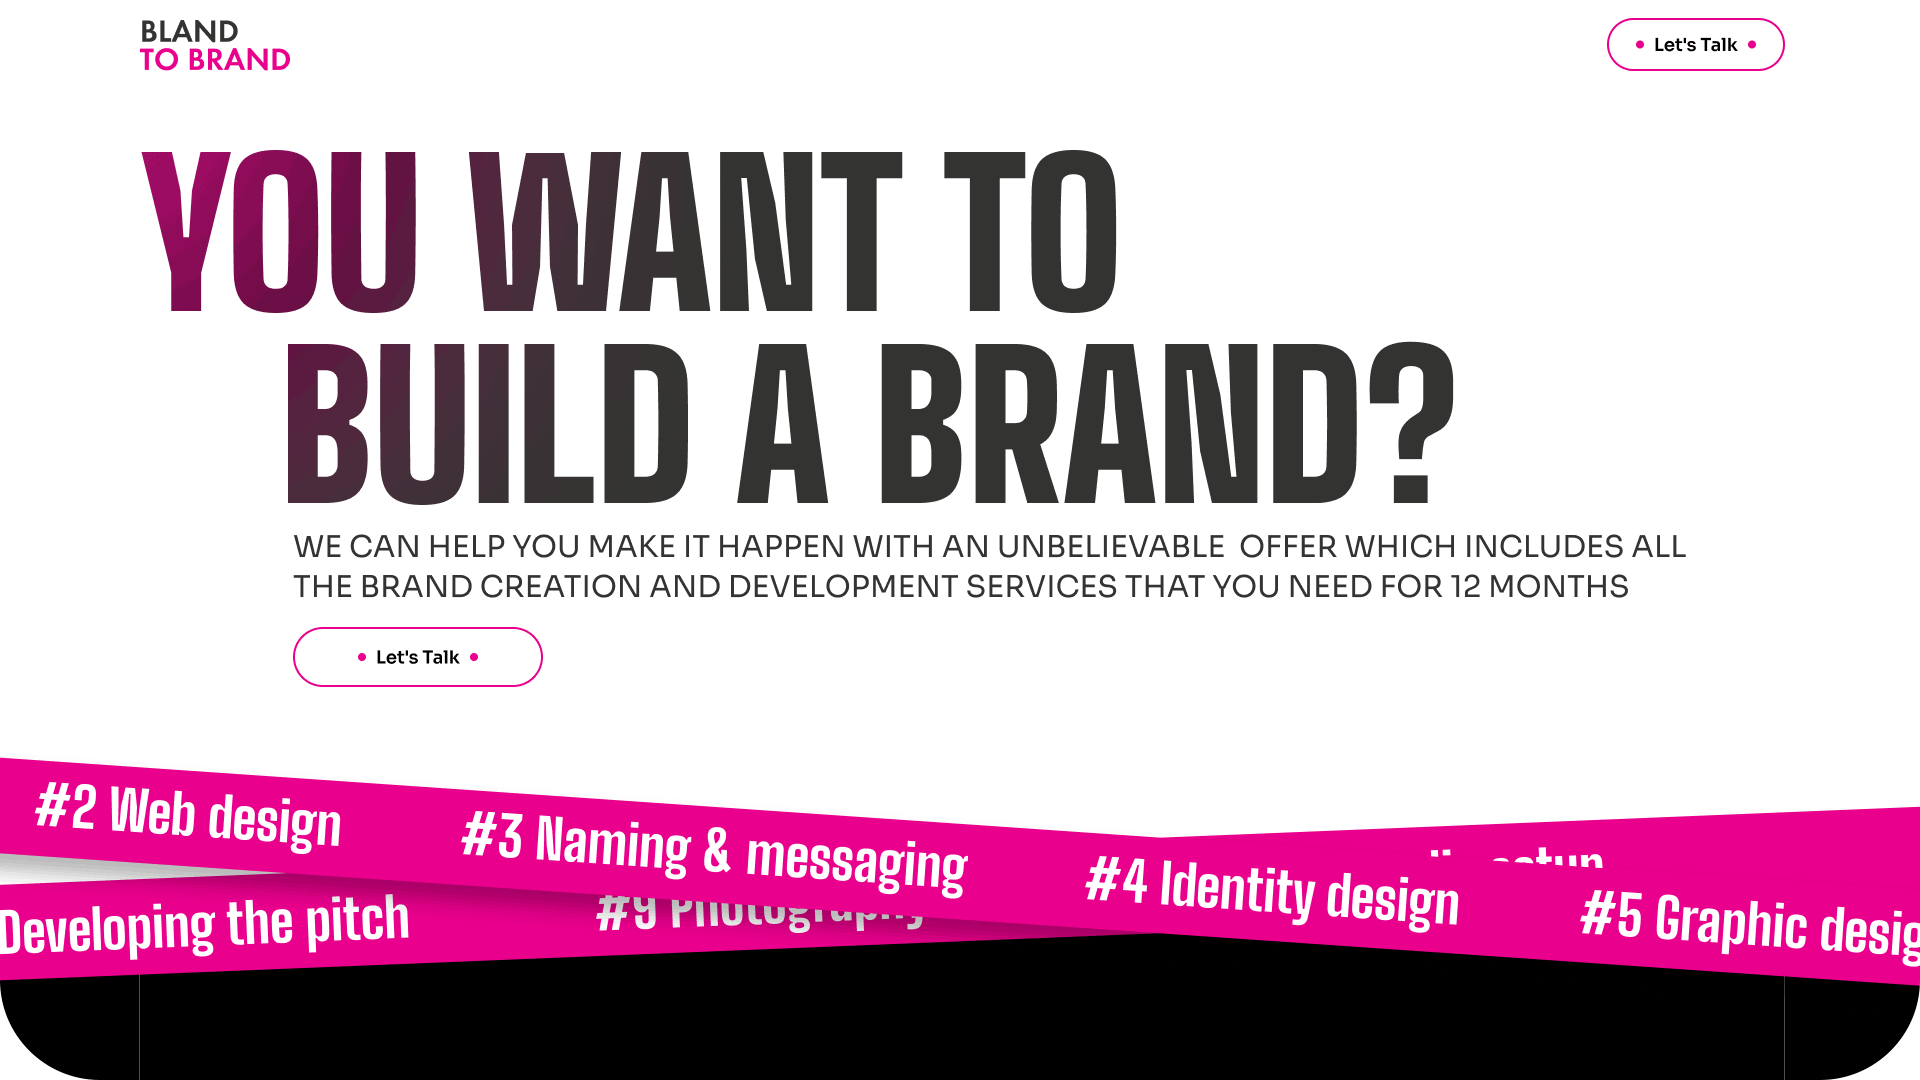 BLAND
TO BRAND
Let's Talk
YOU WANT TO
BUILD A BRAND?
WE CAN HELP YOU MAKE IT HAPPEN WITH AN UNBELIEVABLE OFFER WHICH INCLUDES ALL
THE BRAND CREATION AND DEVELOPMENT SERVICES THAT YOU NEED FOR 12 MONTHS
Let's Talk
#2 Web design
#3 Naming & messaging
#4 Identity design
#5 Graphic desig
Developing the pitch
#9 Photography
setup